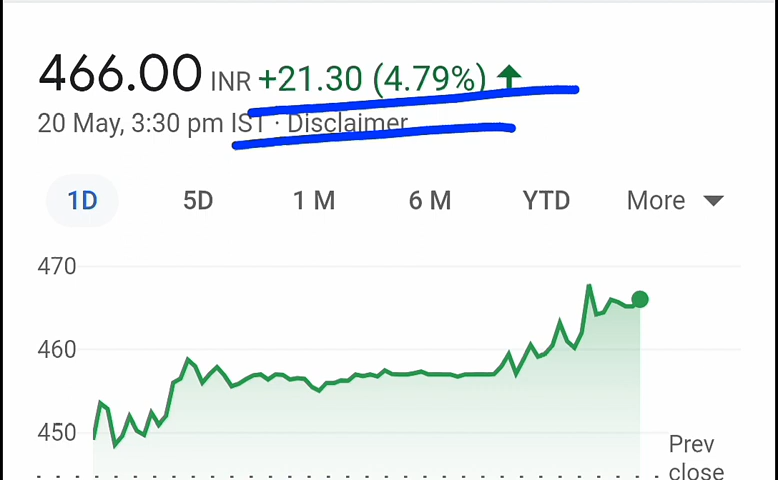 466.00 INR +21.30 (4.79%)
20 May, 3:30 pm IST · Disclaimer
1D 5D 1 M 6 M YTD More
470
460
450
Prev
close